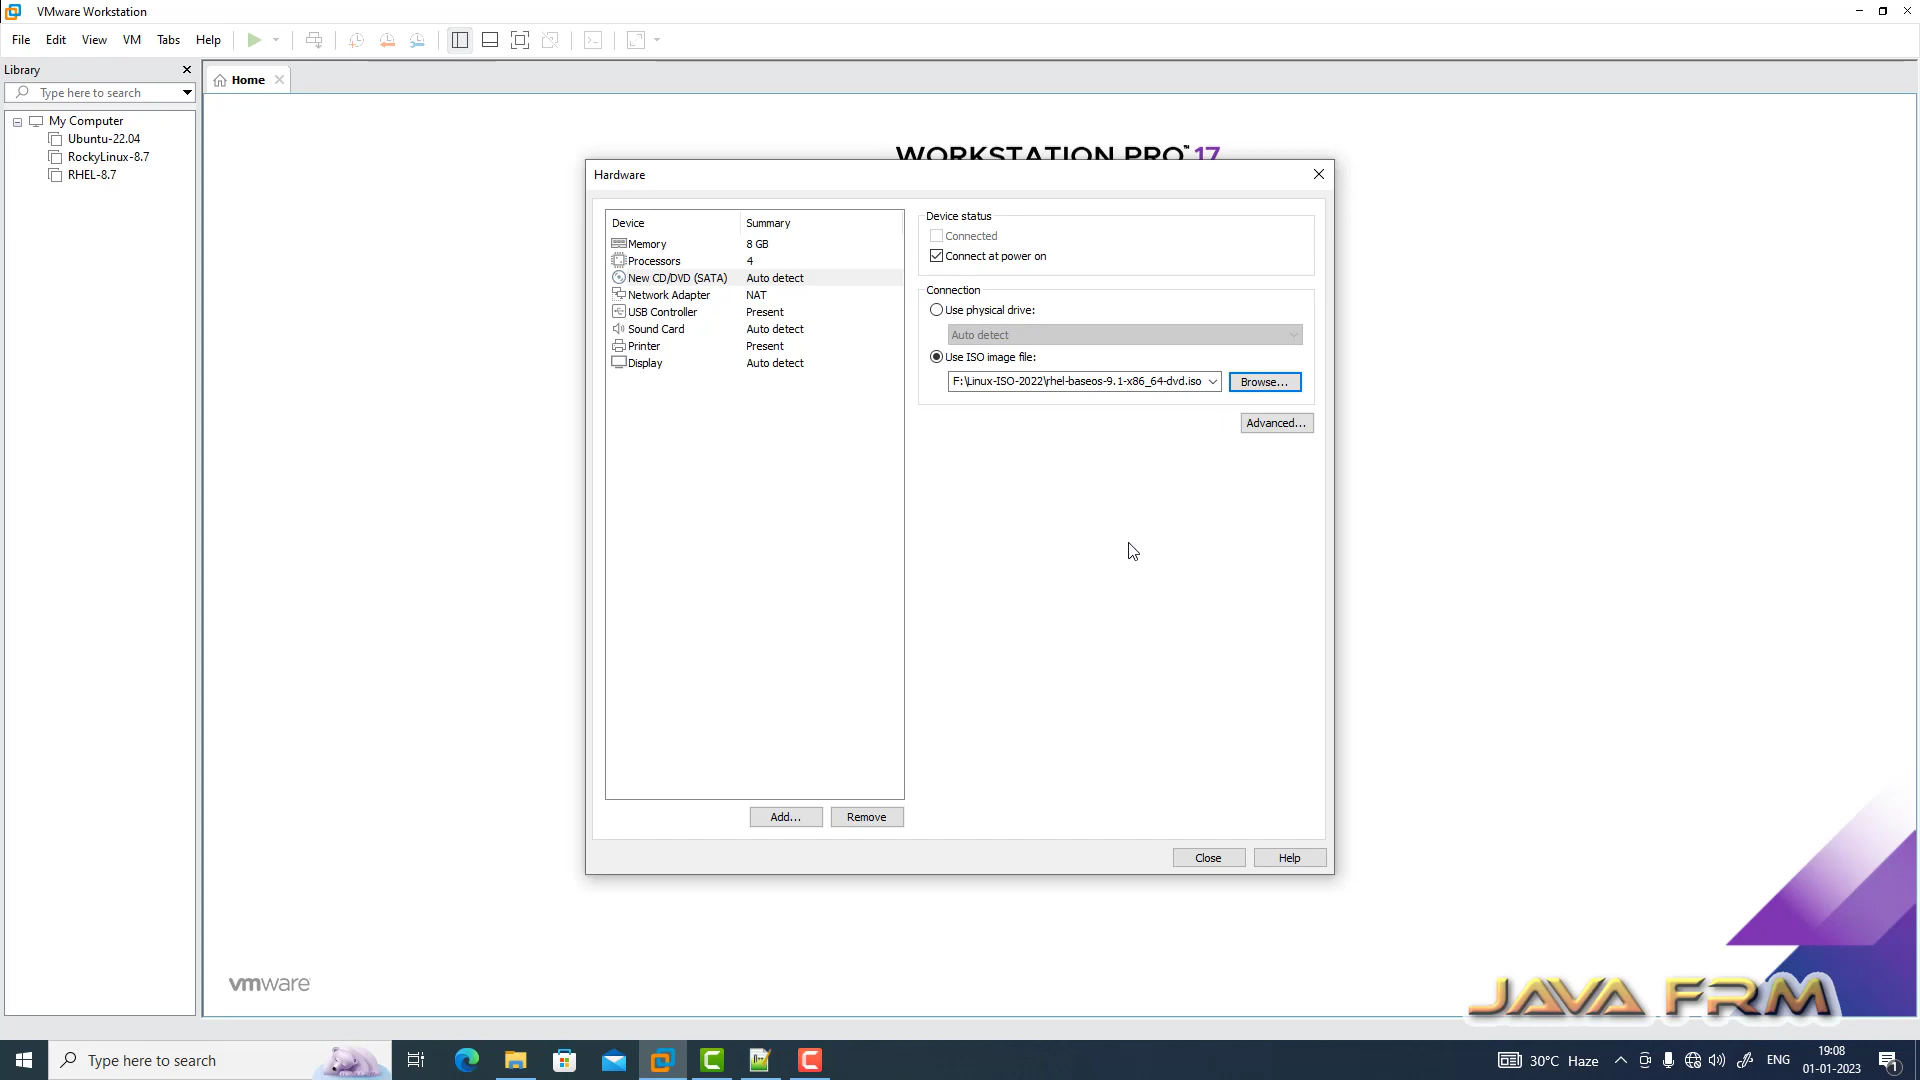 VMware Workstation
File Edit View VM Tabs Help
Library
Type here to search
Home
My Computer
Ubuntu-22.04
RockyLinux-8.7
RHEL-8.7
WORKSTATION PRO™ 17
Hardware
Device Summary
Memory 8 GB
Processors 4
New CD/DVD (SATA) Auto detect
Network Adapter NAT
USB Controller Present
Sound Card Auto detect
Printer Present
Display Auto detect
Device status
Connected
Connect at power on
Connection
Use physical drive:
Auto detect
Use ISO image file:
F:\Linux-ISO-2022\rhel-baseos-9.1-x86_64-dvd.iso
Browse...
Advanced...
Add... Remove
Close Help
vmware
JAVA FRM
Type here to search
30°C Haze
ENG
19:08
01-01-2023
1